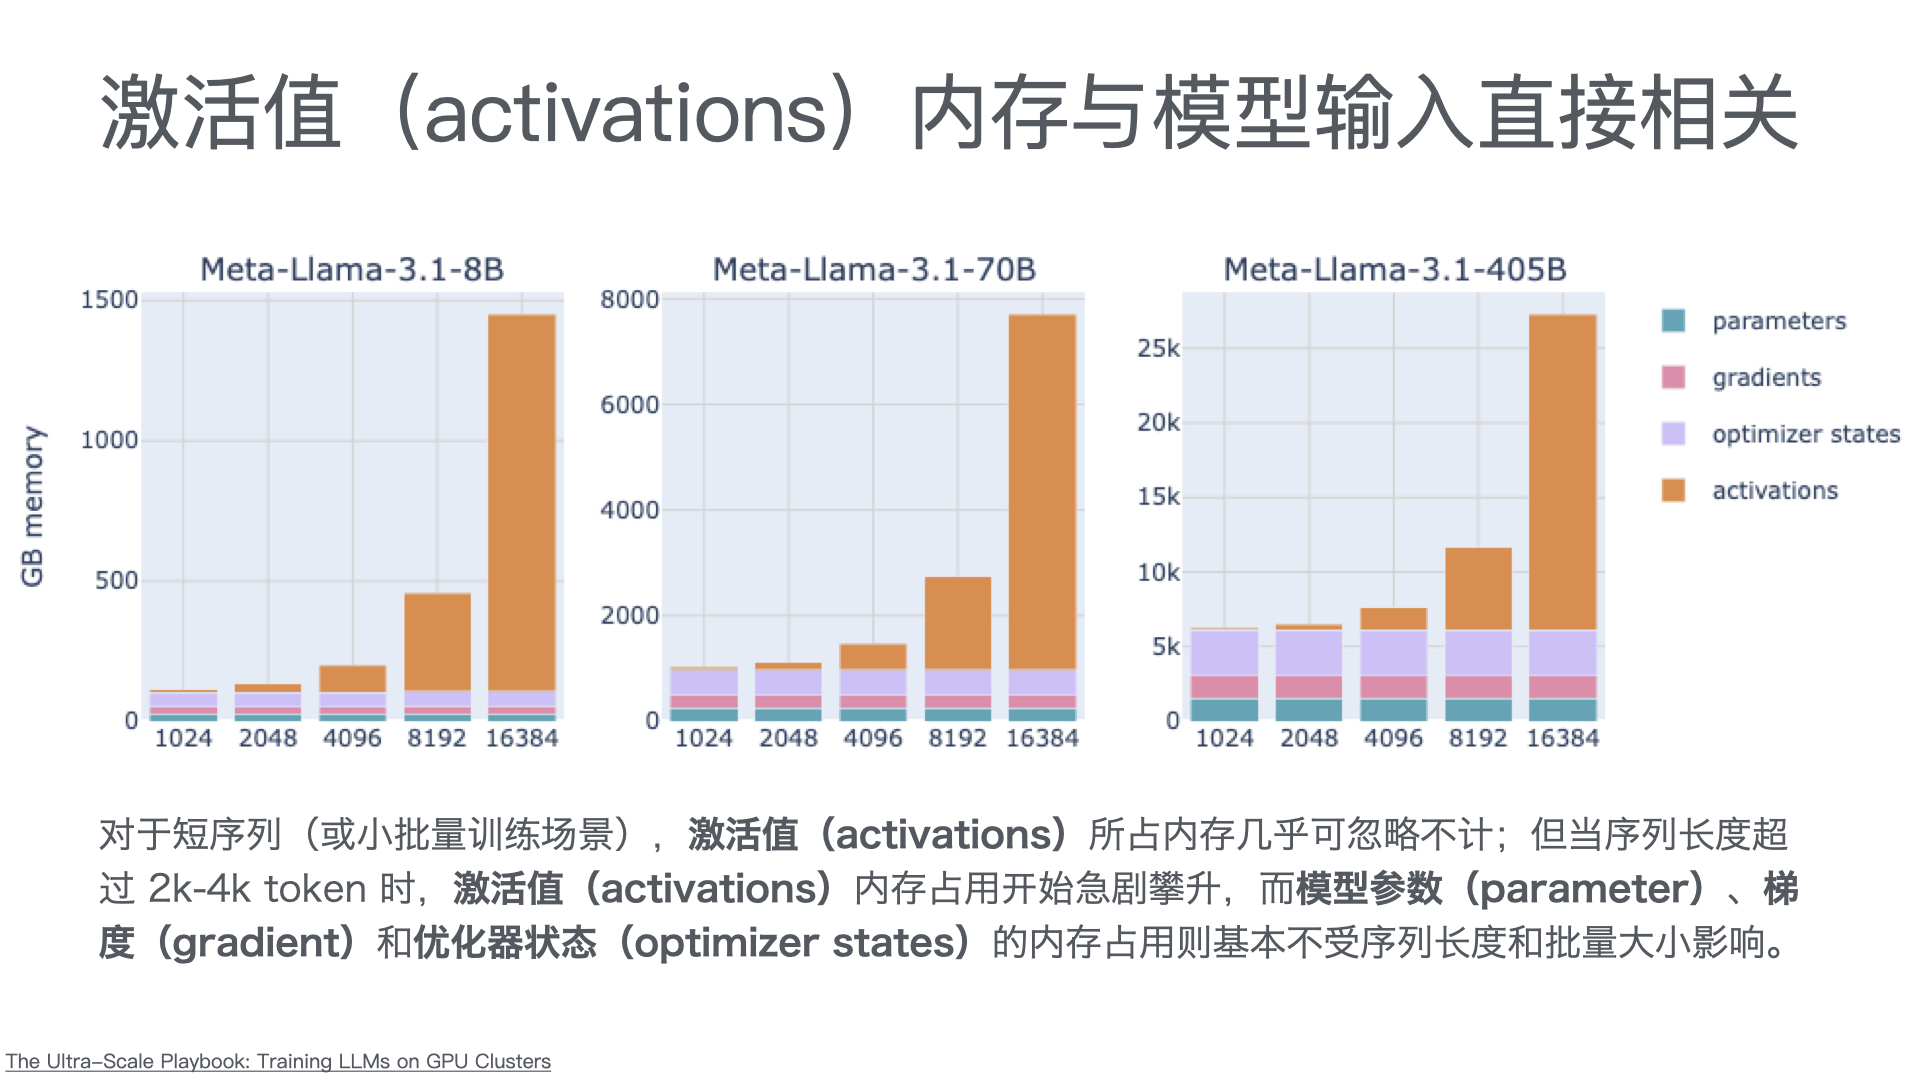 激活值（activations）内存与模型输入直接相关
Meta-Llama-3.1-8B
Meta-Llama-3.1-70B
Meta-Llama-3.1-405B
GB memory
1500
1000
500
0
1024 2048 4096 8192 16384
8000
6000
4000
2000
0
1024 2048 4096 8192 16384
25k
20k
15k
10k
5k
0
1024 2048 4096 8192 16384
parameters
gradients
optimizer states
activations
对于短序列（或小批量训练场景），激活值（activations）所占内存几乎可忽略不计；但当序列长度超
过 2k-4k token 时，激活值（activations）内存占用开始急剧攀升，而模型参数（parameter）、梯
度（gradient）和优化器状态（optimizer states）的内存占用则基本不受序列长度和批量大小影响。
The Ultra-Scale Playbook: Training LLMs on GPU Clusters